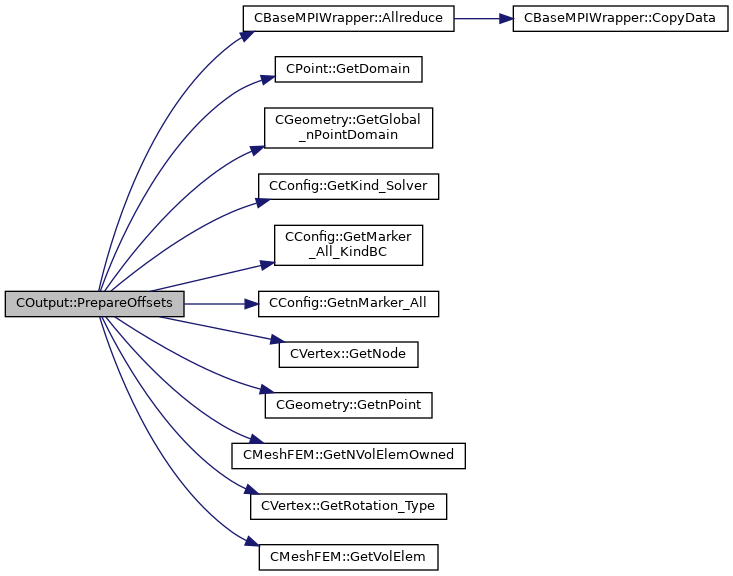 COutput::PrepareOffsets
CBaseMPIWrapper::Allreduce
CBaseMPIWrapper::CopyData
CPoint::GetDomain
CGeometry::GetGlobal
_nPointDomain
CConfig::GetKind_Solver
CConfig::GetMarker
_All_KindBC
CConfig::GetnMarker_All
CVertex::GetNode
CGeometry::GetnPoint
CMeshFEM::GetNVolElemOwned
CVertex::GetRotation_Type
CMeshFEM::GetVolElem